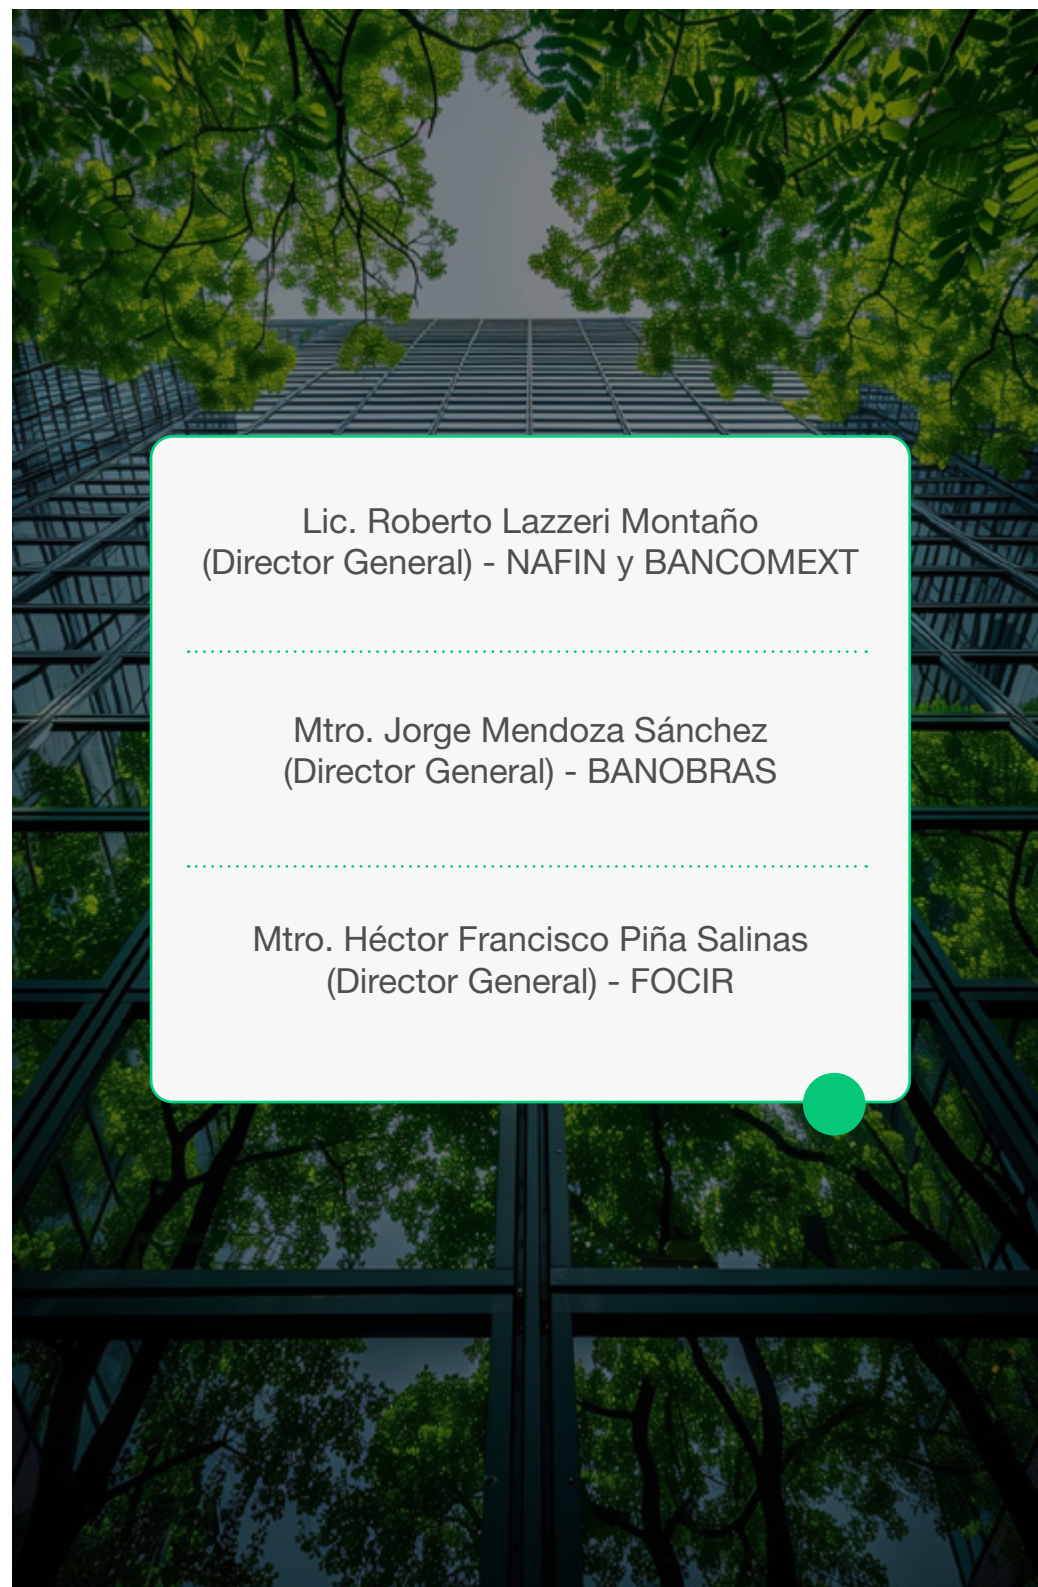 Lic. Roberto Lazzeri Montaño
(Director General) - NAFIN y BANCOMEXT
Mtro. Jorge Mendoza Sánchez
(Director General) - BANOBRAS
Mtro. Héctor Francisco Piña Salinas
(Director General) - FOCIR